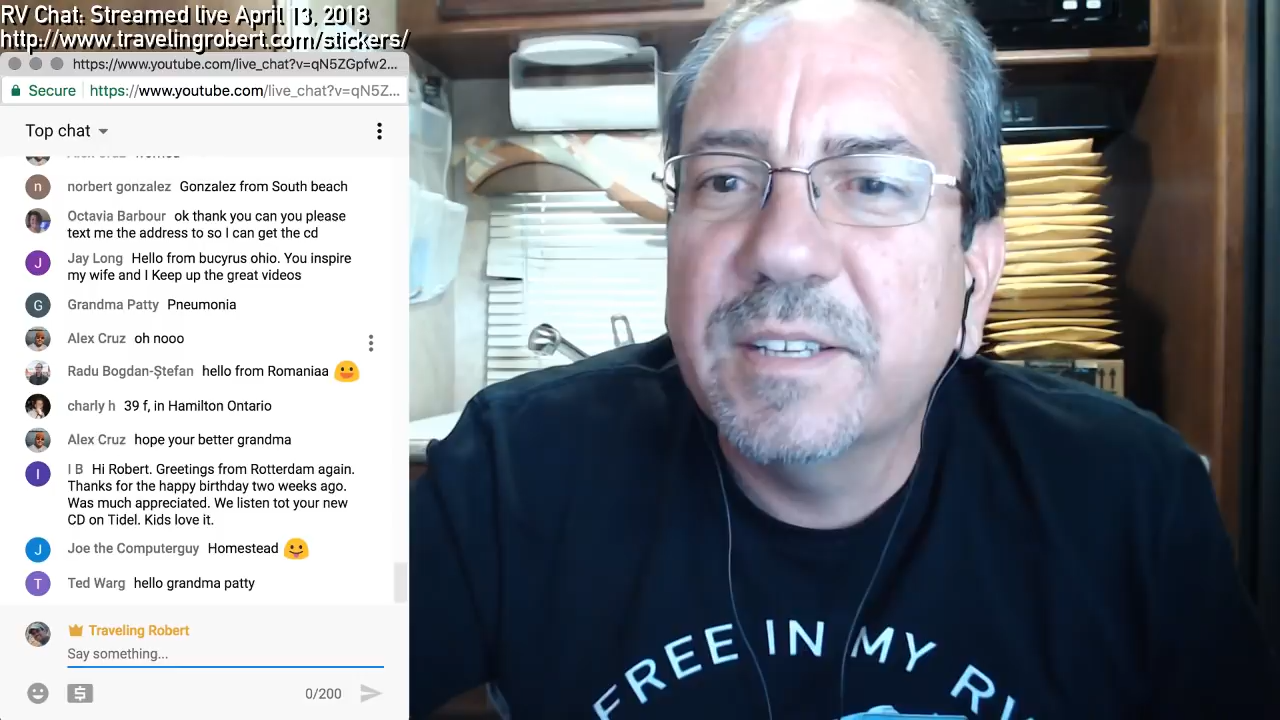 RV Chat: Streamed live April 13, 2018
http://www.travelingrobert.com/stickers/
https://www.youtube.com/live_chat?v=qN5ZGpfw2...
Secure https://www.youtube.com/live_chat?v=qN5Z...
Top chat
norbert gonzalez Gonzalez from South beach
Octavia Barbour ok thank you can you please
text me the address to so I can get the cd
Jay Long Hello from bucyrus ohio. You inspire
my wife and I Keep up the great videos
G Grandma Patty Pneumonia
Alex Cruz oh nooo
Radu Bogdan-Ștefan hello from Romaniaa
charly h 39 f, in Hamilton Ontario
Alex Cruz hope your better grandma
I B Hi Robert. Greetings from Rotterdam again.
Thanks for the happy birthday two weeks ago.
Was much appreciated. We listen tot your new
CD on Tidel. Kids love it.
Joe the Computerguy Homestead
Ted Warg hello grandma patty
Traveling Robert
Say something...
0/200
FREE IN MY RV